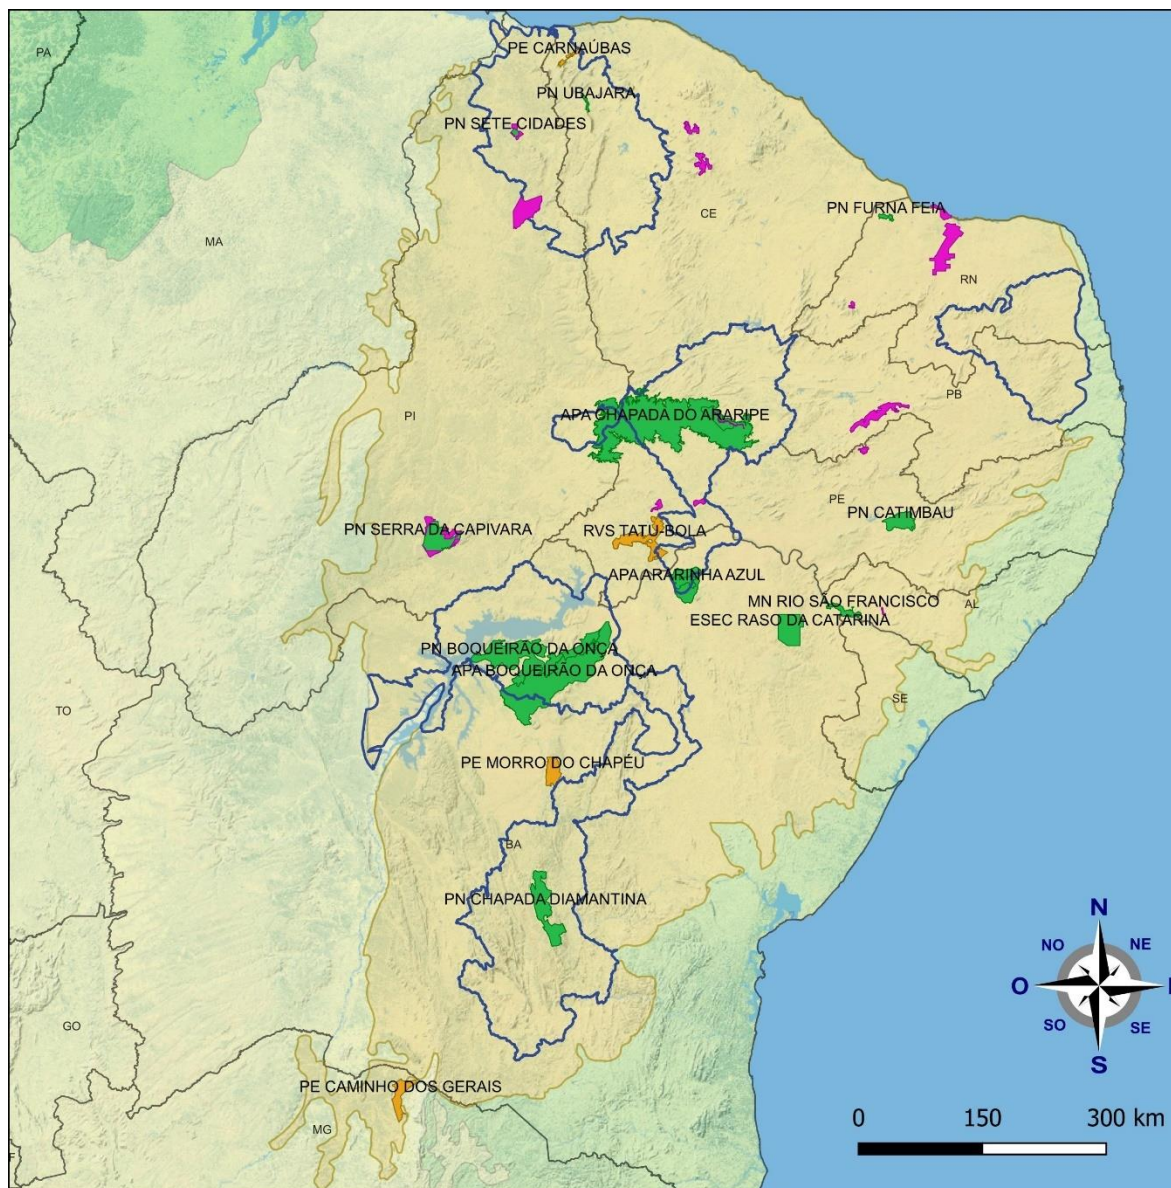 PA
PE CARNAÚBAS
PN UBAJARA
PN SETE CIDADES
CE
PN FURNA FEIA
MA
RN
PI
APA CHAPADA DO ARARIPE
PB
PE
PN CATIMBAU
PN SERRA DA CAPIVARA
RVS TATU-BOLA
APA ARARINHA AZUL
MN RIO SÃO FRANCISCO
AL
ESEC RASO DA CATARINA
PN BOQUEIRÃO DA ONÇA
APA BOQUEIRÃO DA ONÇA
SE
TO
PE MORRO DO CHAPÉU
BA
PN CHAPADA DIAMANTINA
N
NO
NE
O
SO
SE
S
GO
PE CAMINHO DOS GERAIS
MG
0 150 300 km